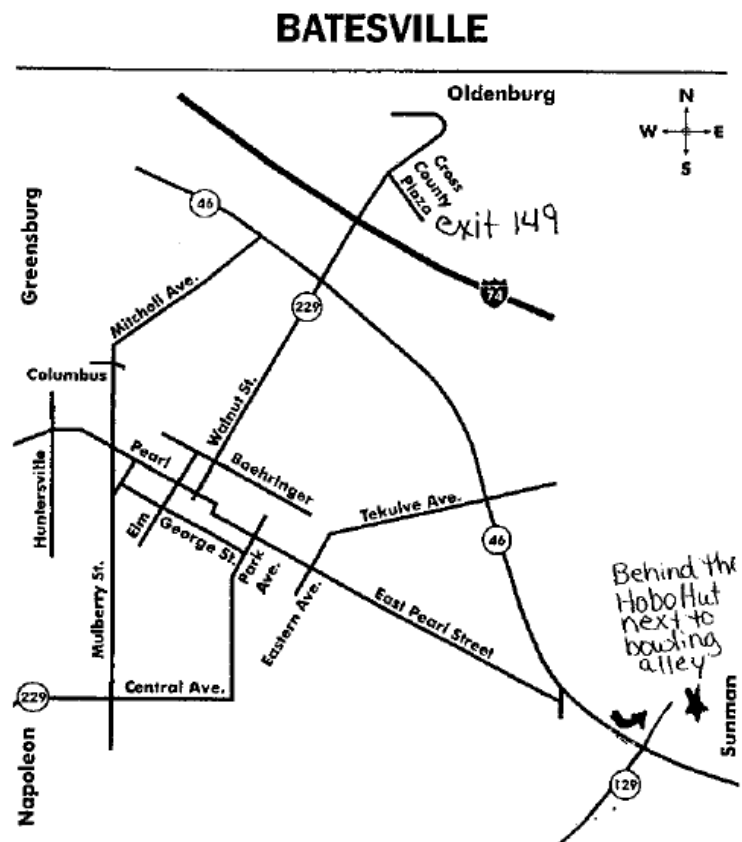 BATESVILLE
Oldenburg
N
W E
S
Cross
County
Plaza
exit 149
46
Greensburg
74
229
Mitchell Ave.
Columbus
Walnut St.
Pearl
Boehringer
Huntersville
Tekulve Ave.
Elm
George St.
Park
Ave.
46
Eastern Ave.
East Pearl Street
Behind the
Hobo Hut
next to
bowling
alley
Mulberry St.
Central Ave.
229
Napoleon
Sunman
129